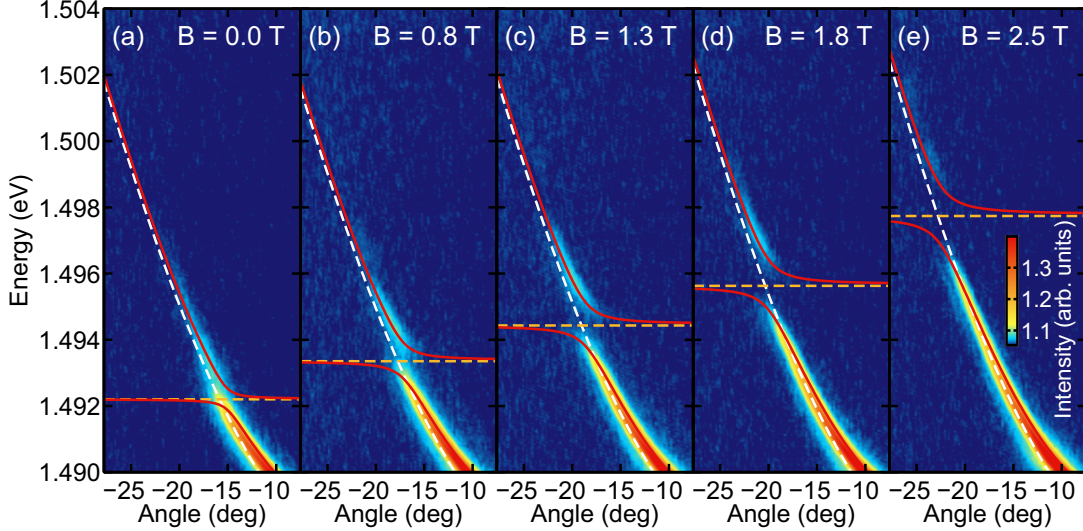 (a) B = 0.0 T (b) B = 0.8 T (c) B = 1.3 T (d) B = 1.8 T (e) B = 2.5 T
1.504
1.502
1.500
1.498
1.496
1.494
1.492
1.490
Energy (eV)
1.3
1.2
1.1
Intensity (arb. units)
−25 −20 −15 −10 −25 −20 −15 −10 −25 −20 −15 −10 −25 −20 −15 −10 −25 −20 −15 −10
Angle (deg) Angle (deg) Angle (deg) Angle (deg) Angle (deg)